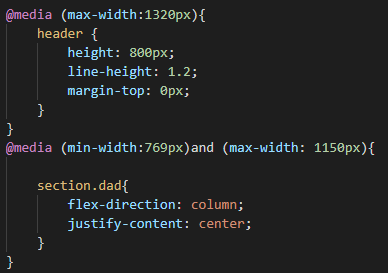 @media (max-width:1320px){
    header {
        height: 800px;
        line-height: 1.2;
        margin-top: 0px;
    }
}
@media (min-width:769px)and (max-width: 1150px){

    section.dad{
        flex-direction: column;
        justify-content: center;
    }
}